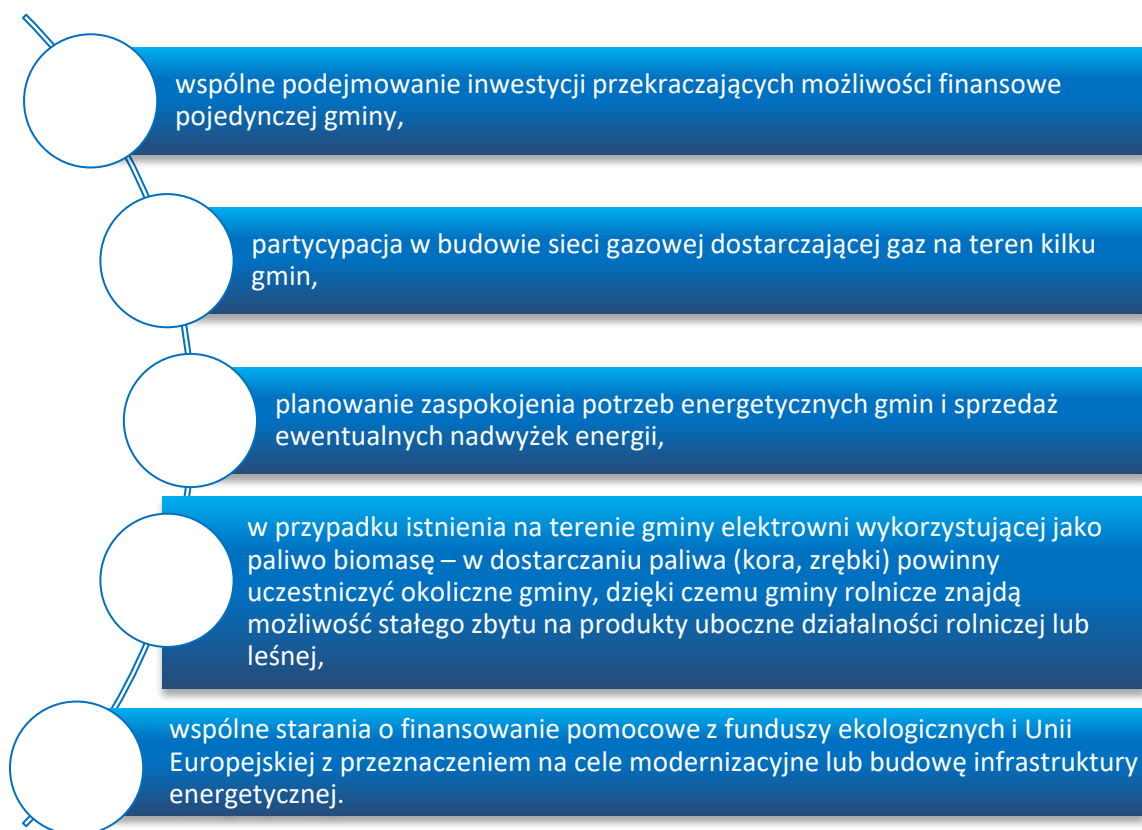 wspólne podejmowanie inwestycji przekraczających możliwości finansowe
pojedynczej gminy,
partycypacja w budowie sieci gazowej dostarczającej gaz na teren kilku
gmin,
planowanie zaspokojenia potrzeb energetycznych gmin i sprzedaż
ewentualnych nadwyżek energii,
w przypadku istnienia na terenie gminy elektrowni wykorzystującej jako
paliwo biomasę – w dostarczaniu paliwa (kora, zrębki) powinny
uczestniczyć okoliczne gminy, dzięki czemu gminy rolnicze znajdą
możliwość stałego zbytu na produkty uboczne działalności rolniczej lub
leśnej,
wspólne starania o finansowanie pomocowe z funduszy ekologicznych i Unii
Europejskiej z przeznaczeniem na cele modernizacyjne lub budowę infrastruktury
energetycznej.